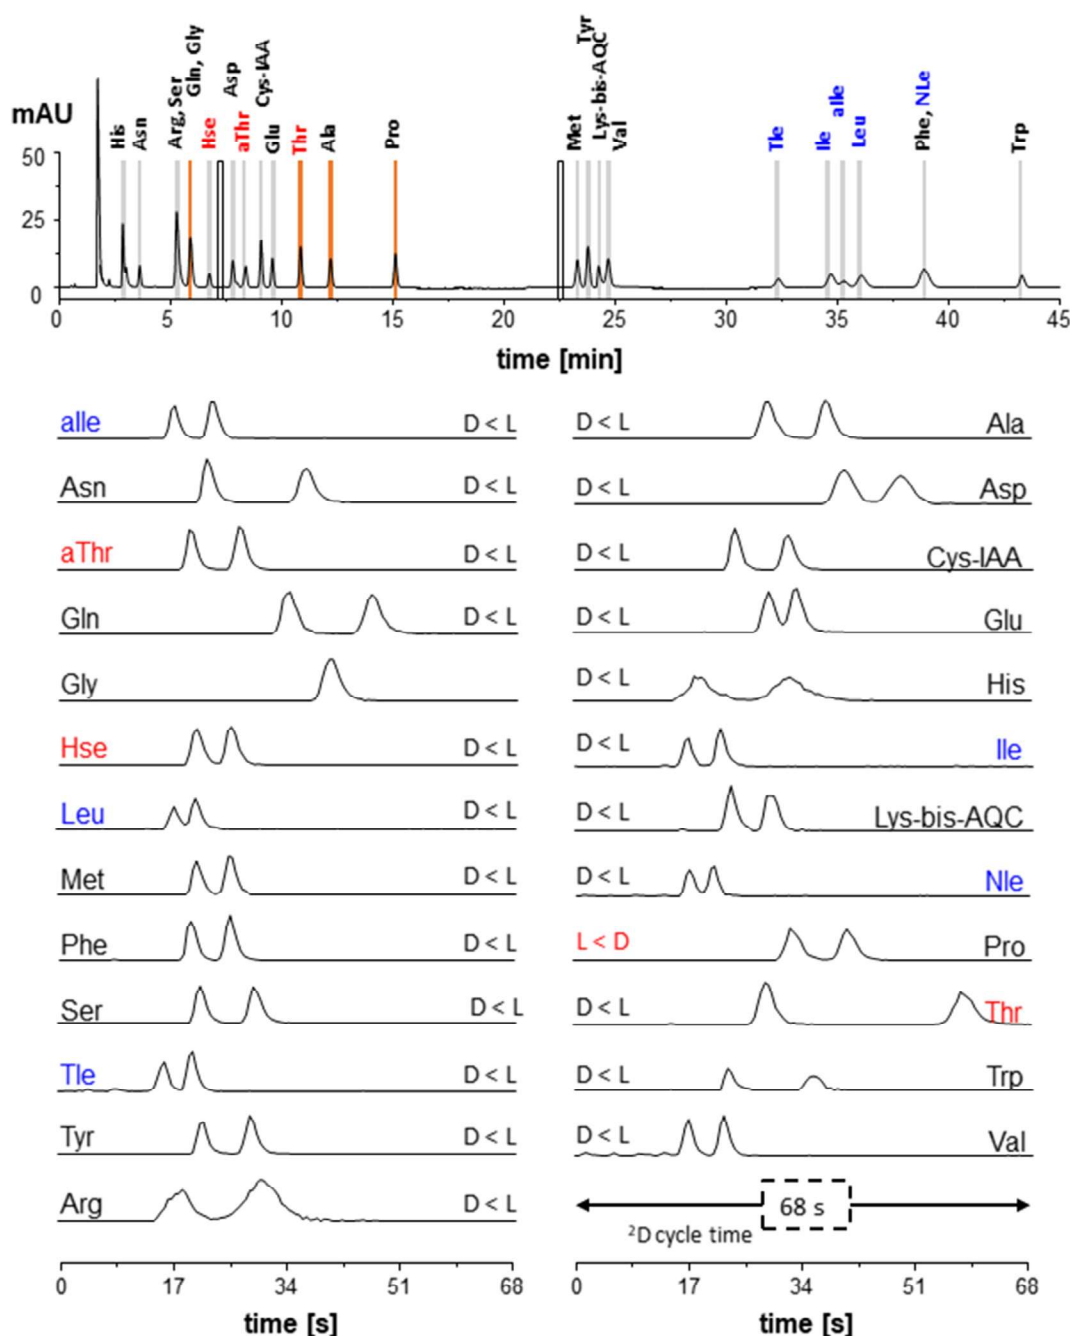 mAU
His
Asn
Arg, Ser
Gln, Gly
Hse
Asp
aThr
Cys-IAA
Glu
Thr
Ala
Pro
Met
Tyr
Lys-bis-AQC
Val
Tle
Ile
aIle
Leu
Phe, NLe
Trp
50
25
0
0 5 10 15 20 25 30 35 40 45
time [min]
aIle D < L
Asn D < L
aThr D < L
Gln D < L
Gly
Hse D < L
Leu D < L
Met D < L
Phe D < L
Ser D < L
Tle D < L
Tyr D < L
Arg D < L
0 17 34 51 68
time [s]
D < L Ala
D < L Asp
D < L Cys-IAA
D < L Glu
D < L His
D < L Ile
D < L Lys-bis-AQC
D < L Nle
L < D Pro
D < L Thr
D < L Trp
D < L Val
68 s
²D cycle time
0 17 34 51 68
time [s]